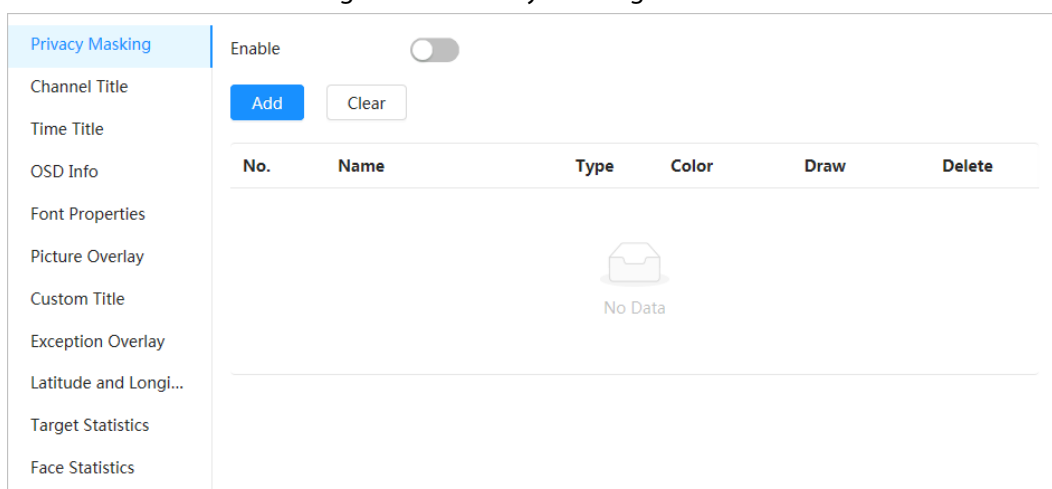 Privacy Masking
Enable
Channel Title
Add Clear
Time Title
No. Name Type Color Draw Delete
OSD Info
Font Properties
Picture Overlay
Custom Title
No Data
Exception Overlay
Latitude and Longi...
Target Statistics
Face Statistics